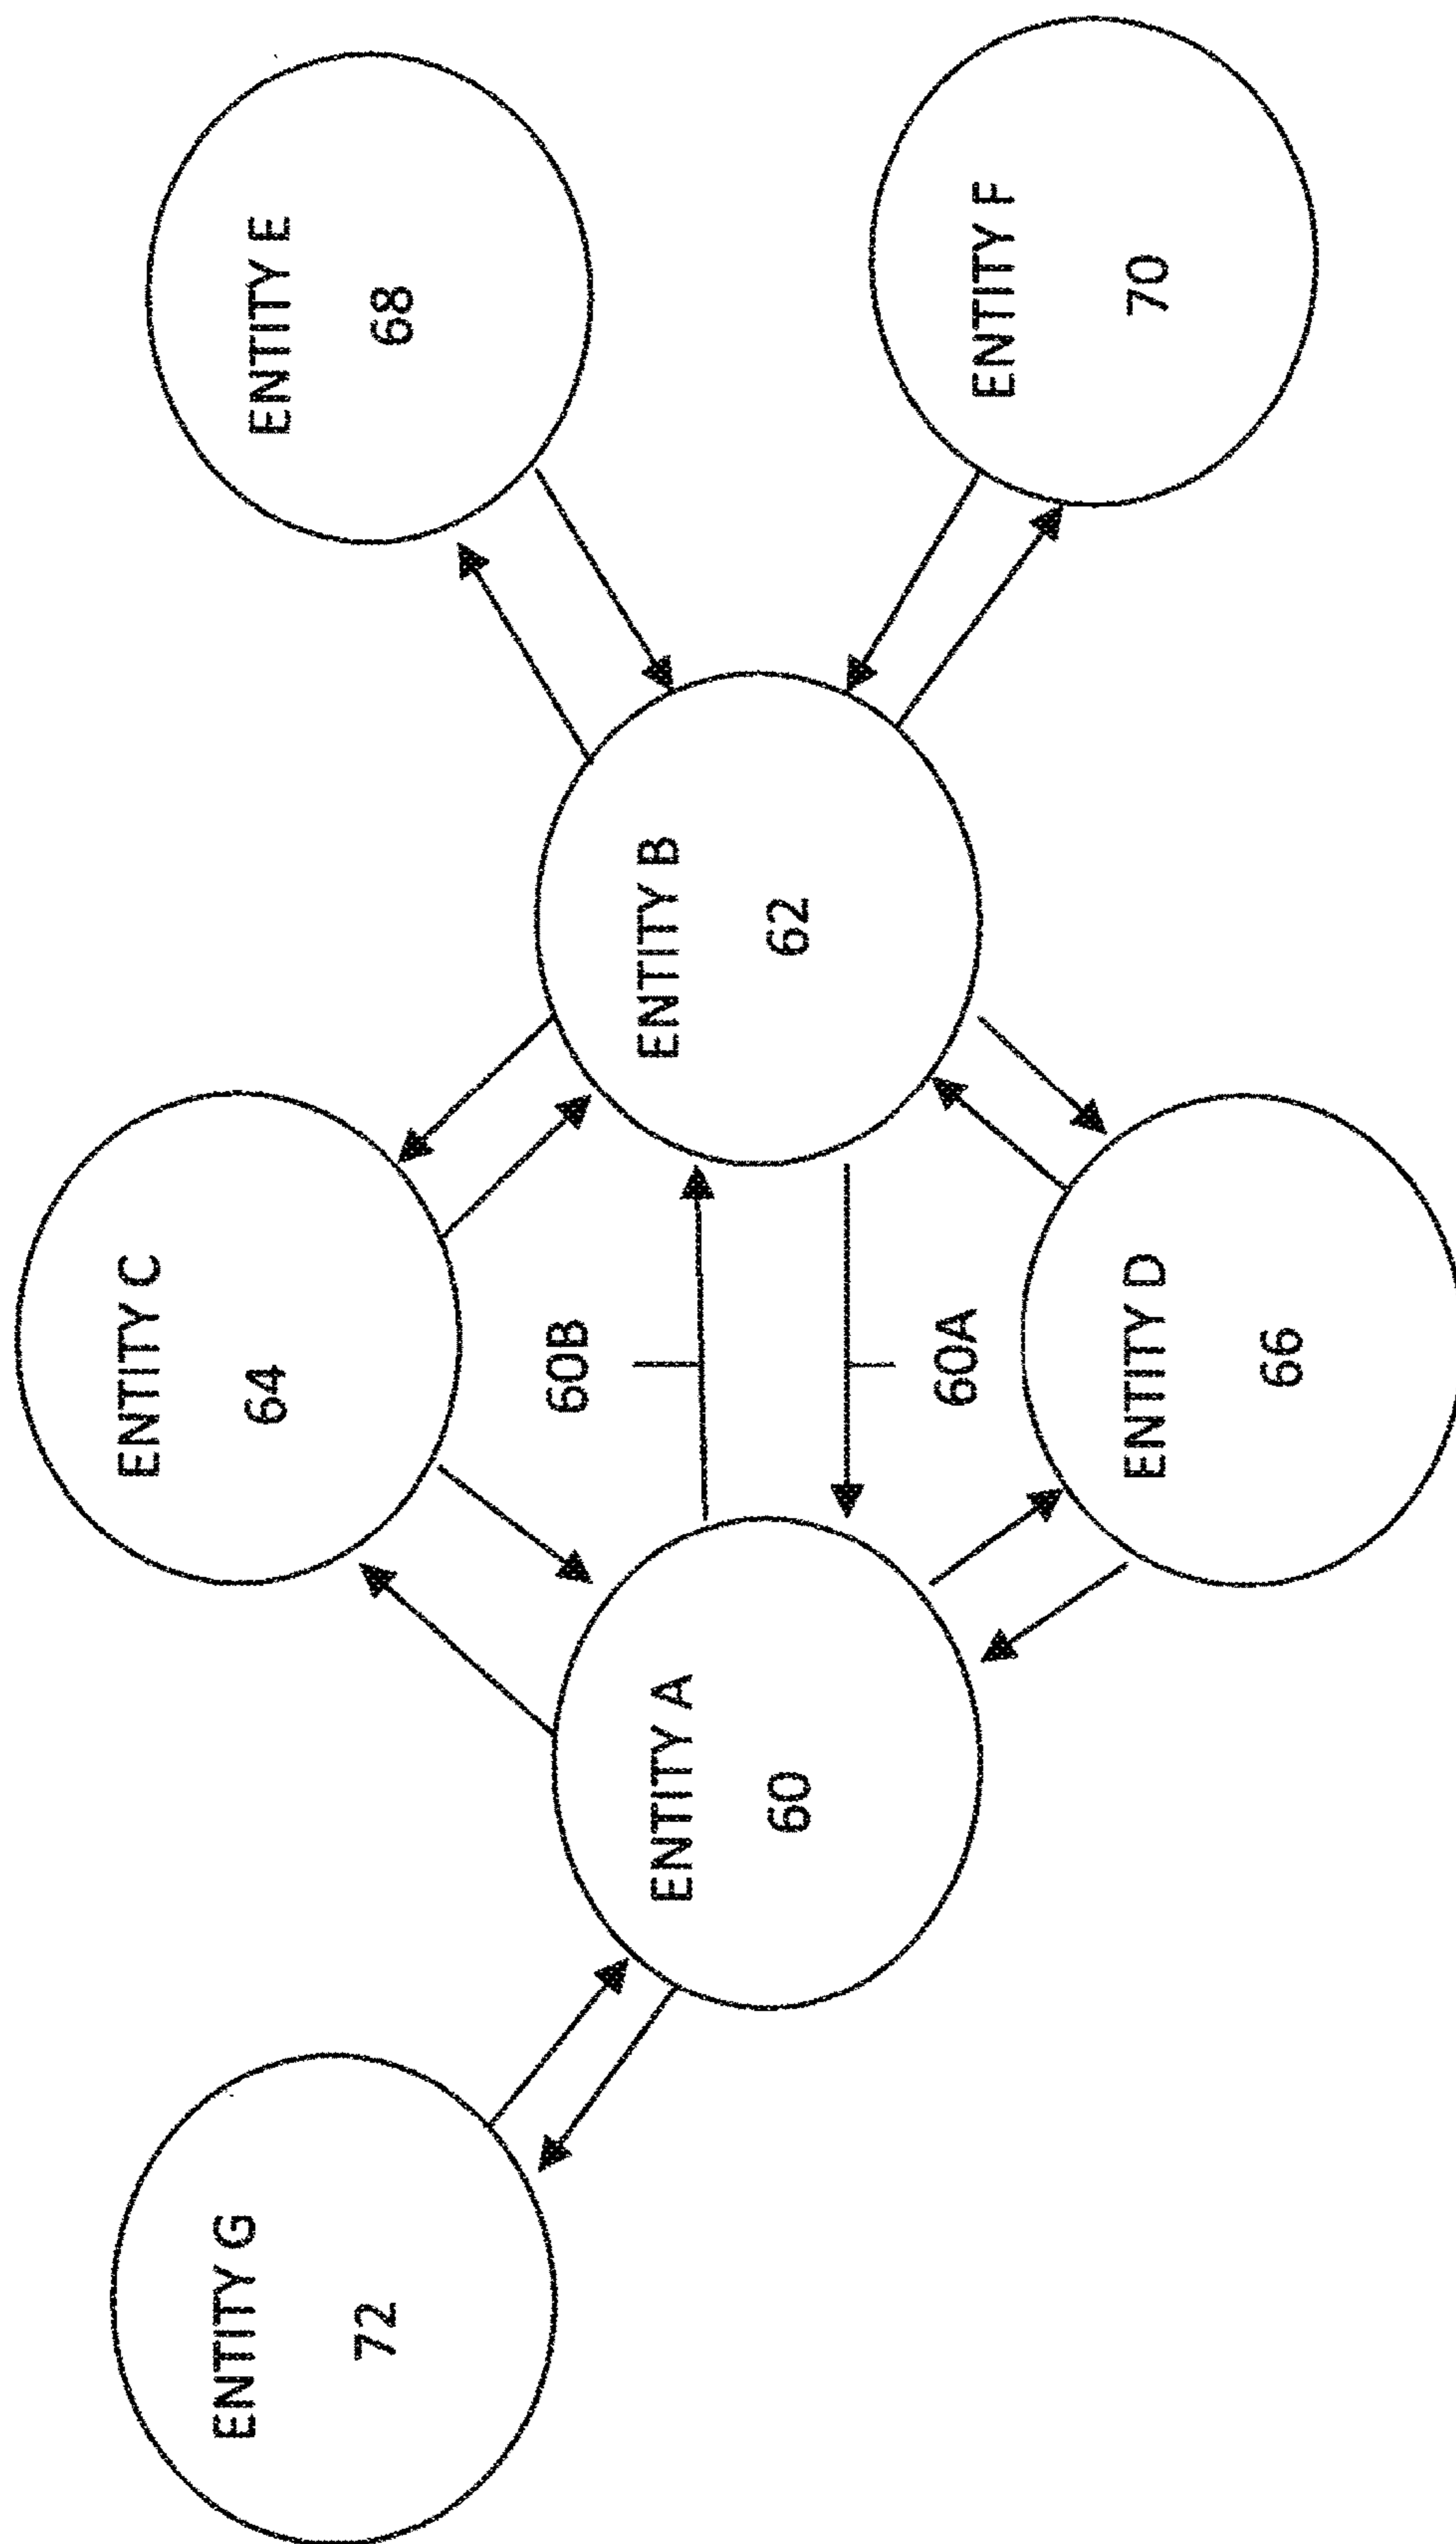 ENTITY G
72
ENTITY C
64
ENTITY E
68
60B
ENTITY A
60
ENTITY B
62
60A
ENTITY D
66
ENTITY F
70